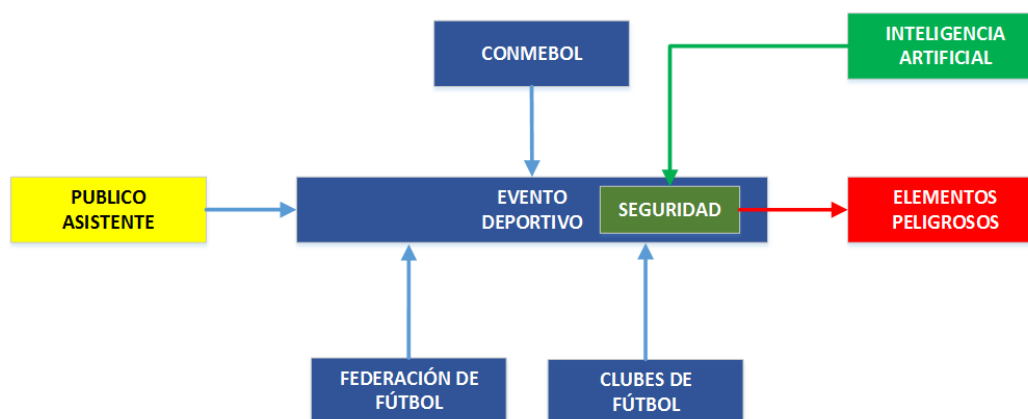 INTELIGENCIA
ARTIFICIAL
CONMEBOL
PUBLICO
ASISTENTE
EVENTO
DEPORTIVO
SEGURIDAD
ELEMENTOS
PELIGROSOS
FEDERACIÓN DE
FÚTBOL
CLUBES DE
FÚTBOL